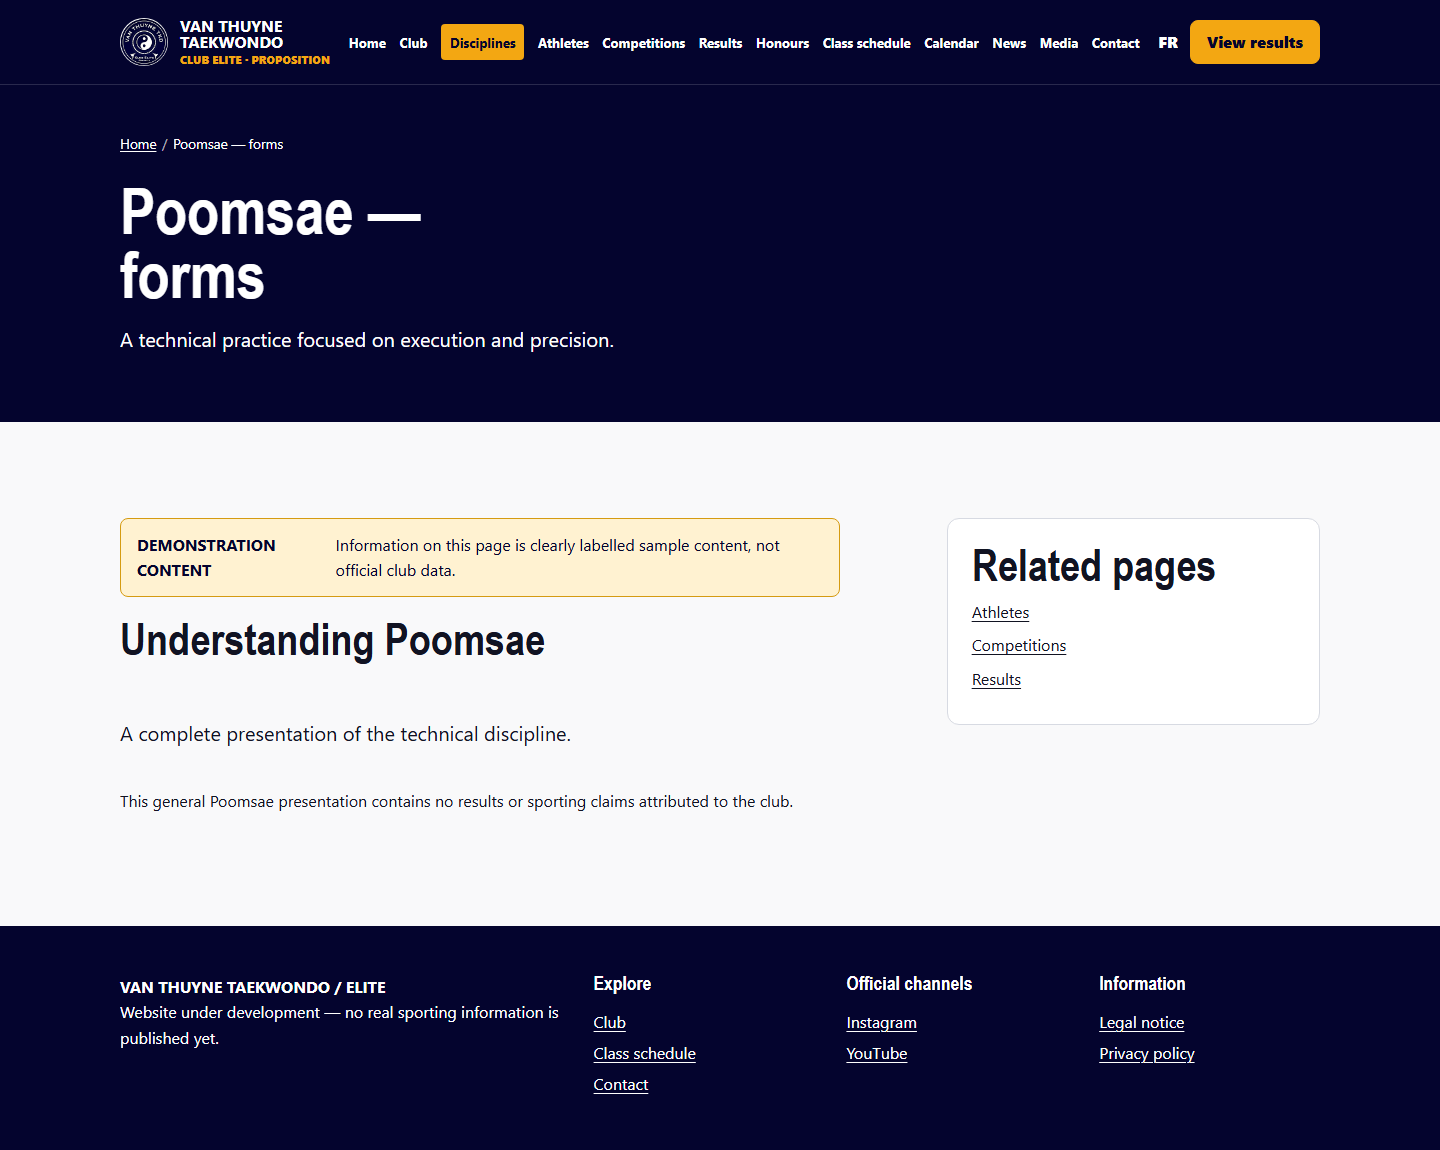 VAN THUYNE
TAEKWONDO
CLUB ELITE · PROPOSITION
Home
Club
Disciplines
Athletes
Competitions
Results
Honours
Class schedule
Calendar
News
Media
Contact
FR
View results
Home / Poomsae — forms
Poomsae —
forms
A technical practice focused on execution and precision.
DEMONSTRATION
CONTENT
Information on this page is clearly labelled sample content, not
official club data.
Understanding Poomsae
A complete presentation of the technical discipline.
This general Poomsae presentation contains no results or sporting claims attributed to the club.
Related pages
Athletes
Competitions
Results
VAN THUYNE TAEKWONDO / ELITE
Website under development — no real sporting information is
published yet.
Explore
Club
Class schedule
Contact
Official channels
Instagram
YouTube
Information
Legal notice
Privacy policy